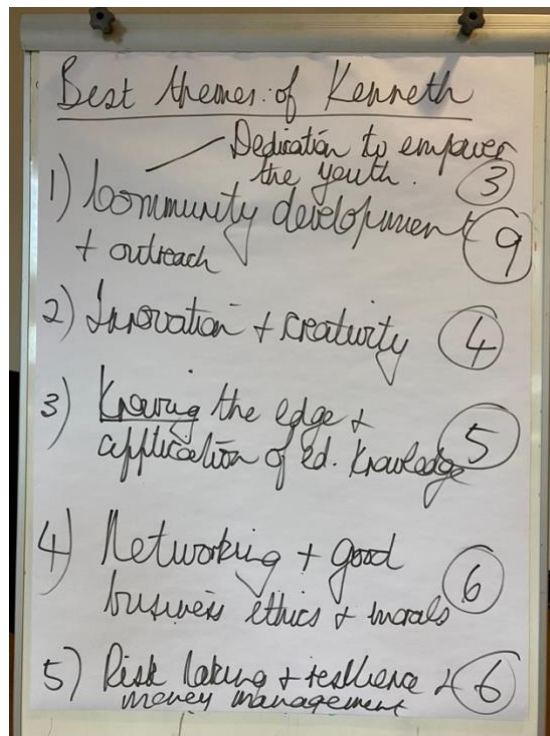 Best themes of Kenneth
Dedication to empower
the youth. 3
1) Community development 9
+ outreach
2) Innovation + creativity 4
3) Knowing the edge +
application of ed. knowledge 5
4) Networking + good
business ethics + morals 6
5) Risk taking + resilience + 6
money management